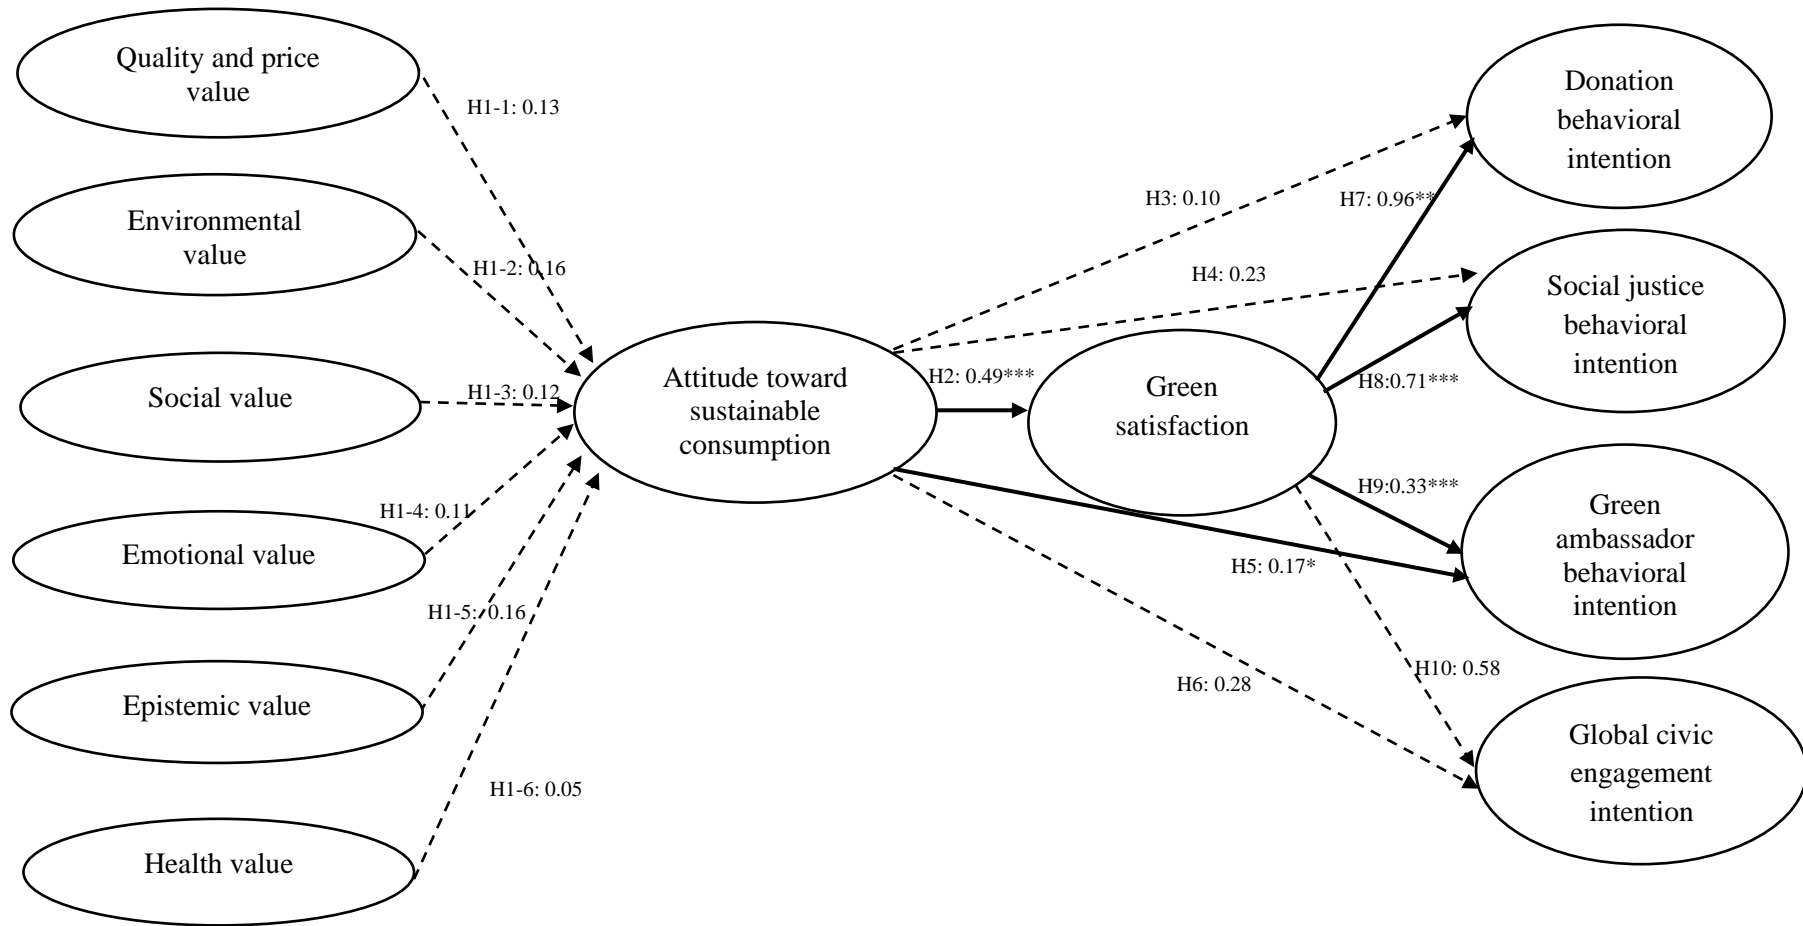 Quality and price
value
H1-1: 0.13
Environmental
value
H1-2: 0.16
Social value
H1-3: 0.12
Emotional value
H1-4: 0.11
Epistemic value
H1-5: 0.16
Health value
H1-6: 0.05
Attitude toward
sustainable
consumption
H2: 0.49***
Green
satisfaction
H3: 0.10
H4: 0.23
H5: 0.17*
H6: 0.28
H7: 0.96**
H8:0.71***
H9:0.33***
H10: 0.58
Donation
behavioral
intention
Social justice
behavioral
intention
Green
ambassador
behavioral
intention
Global civic
engagement
intention